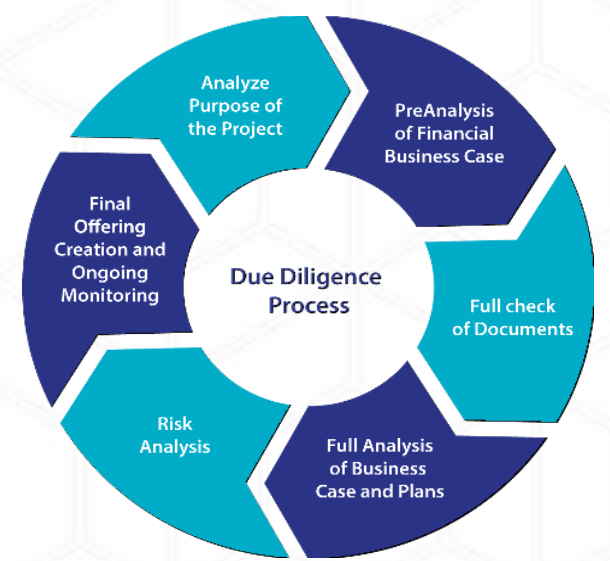 Analyze
Purpose of
the Project
PreAnalysis
of Financial
Business Case
Full check
of Documents
Full Analysis
of Business
Case and Plans
Risk
Analysis
Final
Offering
Creation and
Ongoing
Monitoring
Due Diligence
Process